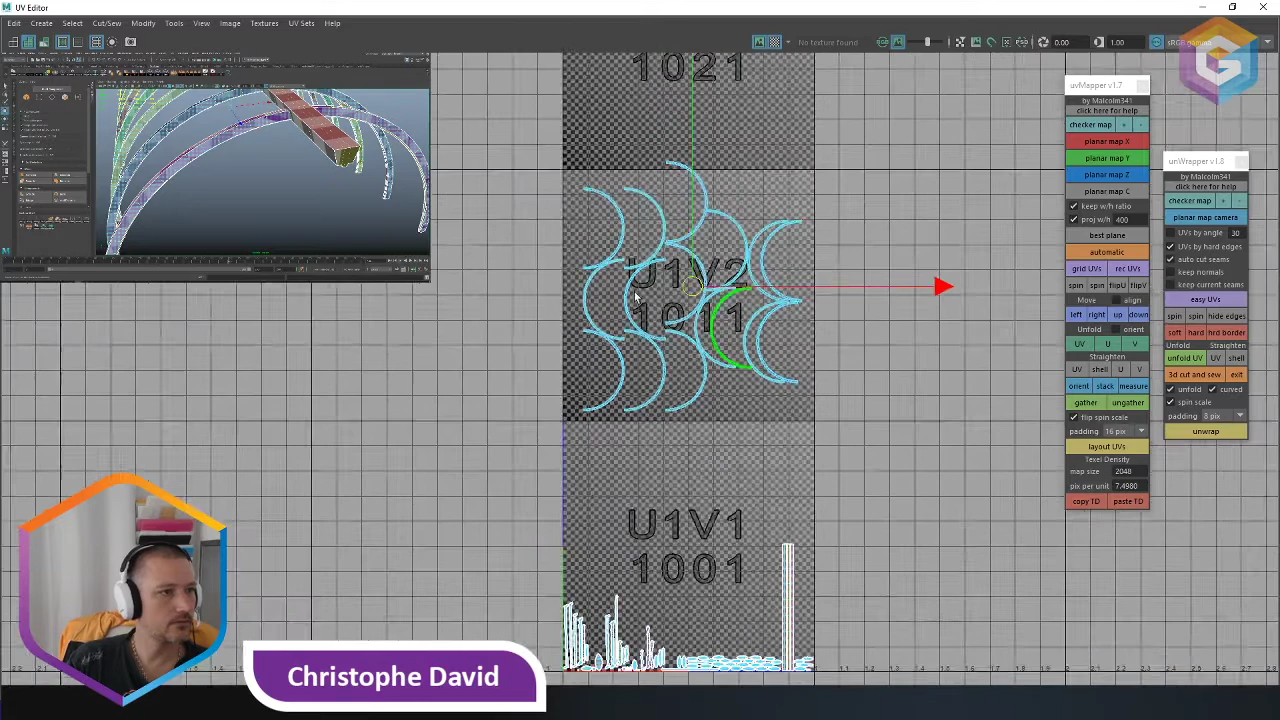 UV Editor
Edit Create Select Cut/Sew Modify Tools View Image Textures UV Sets Help
No texture found
0.00
1.00
sRGB gamma
1021
U1V2
1011
U1V1
1001
uvMapper v1.7
by Malcolm341
click here for help
checker map + -
planar map X
planar map Y
planar map Z
planar map C
keep w/h ratio
proj w/h 400
best plane
automatic
grid UVs rec UVs
spin spin flipU flipV
Move align
left right up down
Unfold orient
UV U V
Straighten
UV shell U V
orient stack measure
gather ungather
flip spin scale
padding 16 pix
layout UVs
Texel Density
map size 2048
pix per unit 7.4980
copy TD paste TD
unWrapper v1.8
by Malcolm341
click here for help
checker map + -
planar map camera
UVs by angle 30
UVs by hard edges
auto cut seams
keep normals
keep current seams
easy UVs
spin spin hide edges
soft hard hrd border
Unfold Straighten
unfold UV UV shell
3d cut and sew exit
unfold curved
spin scale
padding 8 pix
unwrap
G
Christophe David